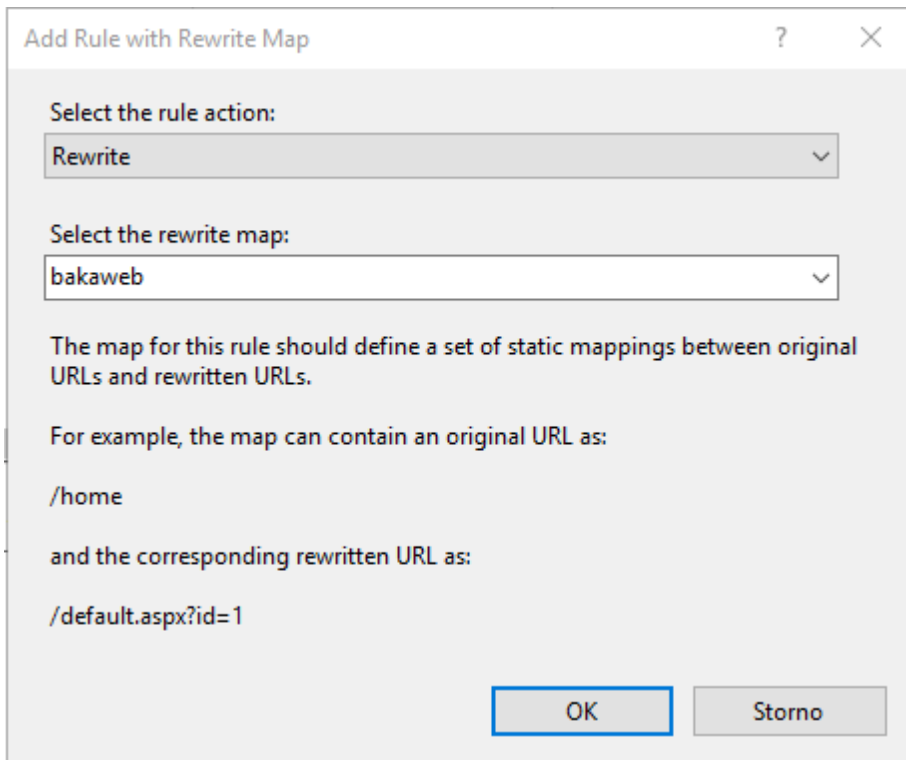 Add Rule with Rewrite Map
?
Select the rule action:
Rewrite
Select the rewrite map:
bakaweb
The map for this rule should define a set of static mappings between original
URLs and rewritten URLs.
For example, the map can contain an original URL as:
/home
and the corresponding rewritten URL as:
/default.aspx?id=1
OK
Storno